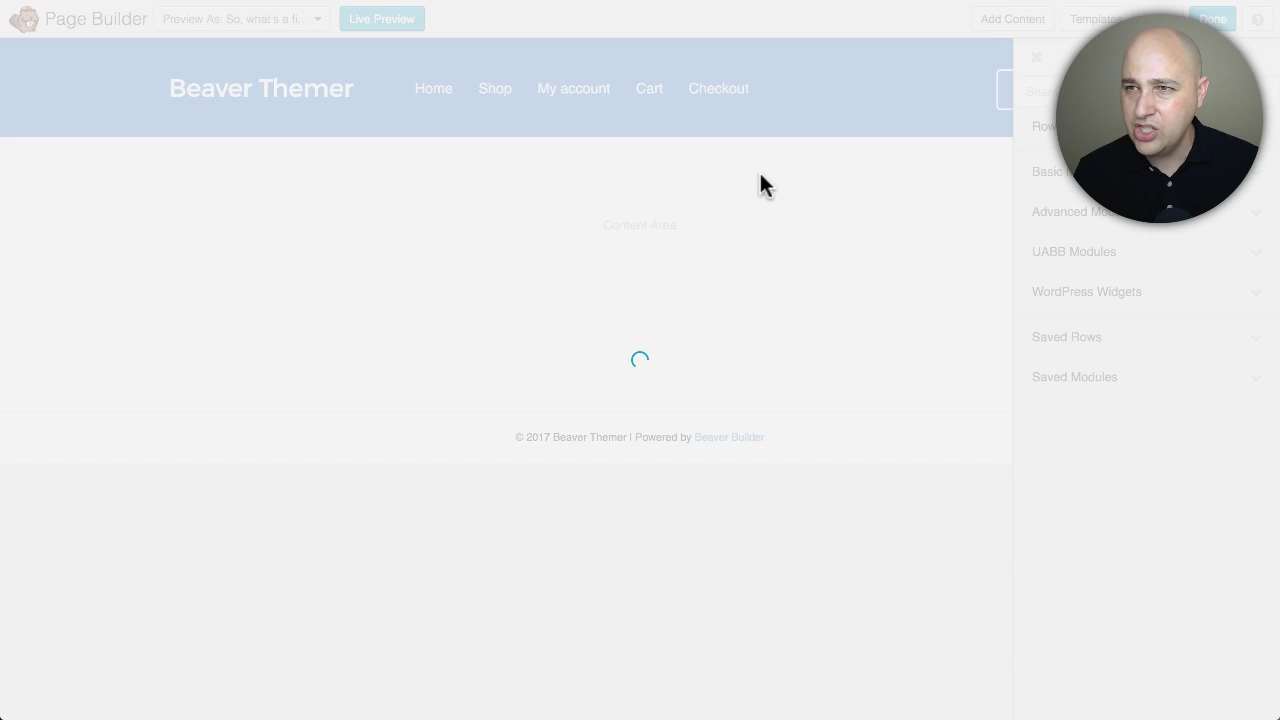 Page Builder
Preview As: So, what's a fi...
Live Preview
Add Content
Templates
Done
Beaver Themer
Home
Shop
My account
Cart
Checkout
Content Area
Basic
Advanced
UABB Modules
WordPress Widgets
Saved Rows
Saved Modules
© 2017 Beaver Themer | Powered by Beaver Builder